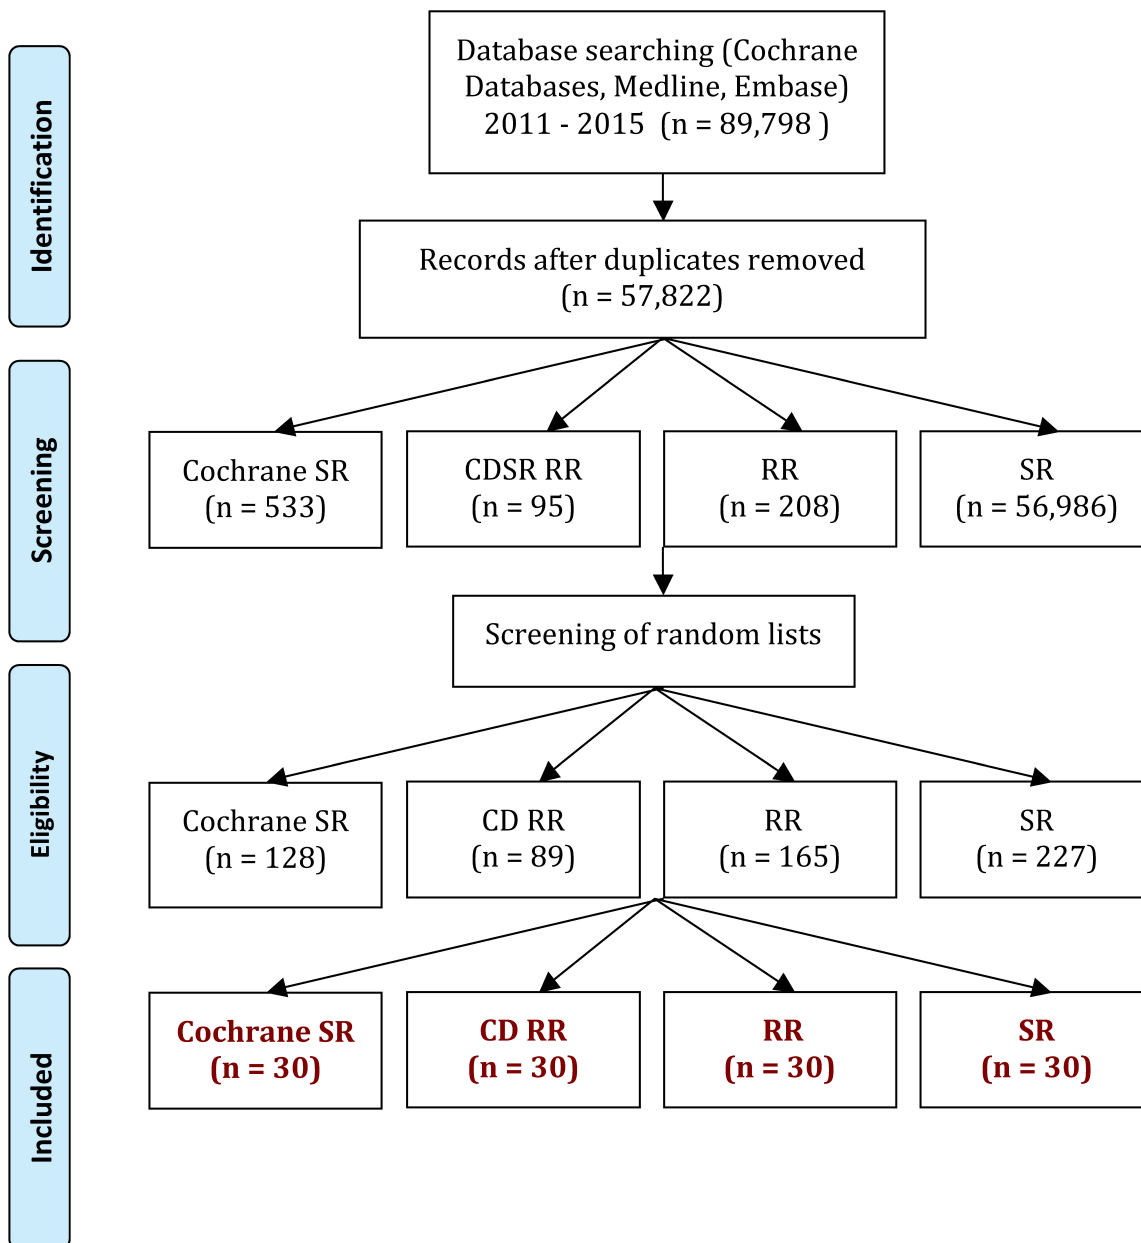 Identification
Database searching (Cochrane
Databases, Medline, Embase)
2011 - 2015  (n = 89,798 )
Records after duplicates removed
(n = 57,822)
Screening
Cochrane SR
(n = 533)
CDSR RR
(n = 95)
RR
(n = 208)
SR
(n = 56,986)
Screening of random lists
Eligibility
Cochrane SR
(n = 128)
CD RR
(n = 89)
RR
(n = 165)
SR
(n = 227)
Included
Cochrane SR
(n = 30)
CD RR
(n = 30)
RR
(n = 30)
SR
(n = 30)